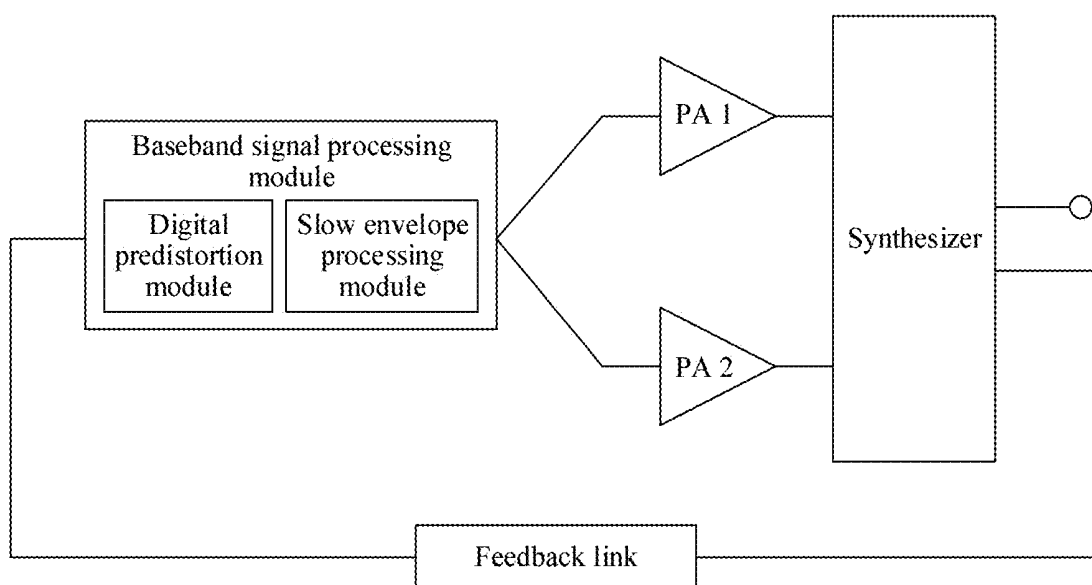 Baseband signal processing
module
Digital
predistortion
module
Slow envelope
processing
module
PA 1
PA 2
Synthesizer
Feedback link